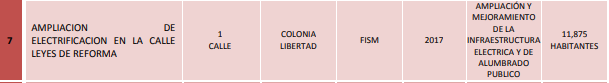 7
AMPLIACION DE
ELECTRIFICACION EN LA CALLE
LEYES DE REFORMA
1
CALLE
COLONIA
LIBERTAD
FISM
2017
AMPLIACIÓN Y
MEJORAMIENTO
DE LA
INFRAESTRUCTURA
ELECTRICA Y DE
ALUMBRADO
PUBLICO
11,875
HABITANTES